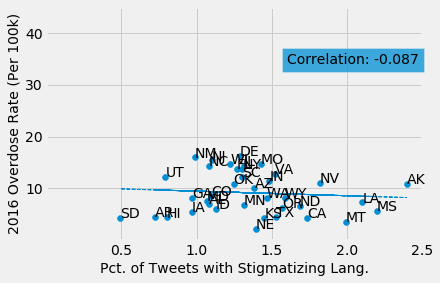 2016 Overdose Rate (Per 100k)
40
30
20
10
Correlation: -0.087
DE
NM
NC
MO
UT
VA
SC
IN
OK
AZ
NV
AK
GA
CO
WA
WY
LA
MN
OR
ND
MS
SD
AR
HI
IA
ID
KS
TX
CA
MT
NE
0.5 1.0 1.5 2.0 2.5
Pct. of Tweets with Stigmatizing Lang.